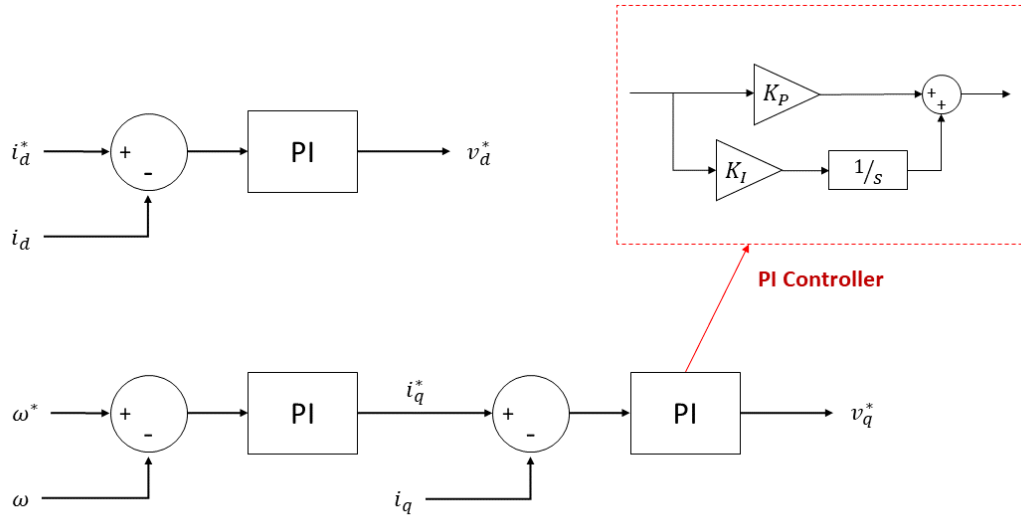 i_d^*
+
-
PI
v_d^*
i_d
K_P
+
+
K_I
1/s
PI Controller
ω^*
+
-
PI
i_q^*
+
-
PI
v_q^*
ω
i_q